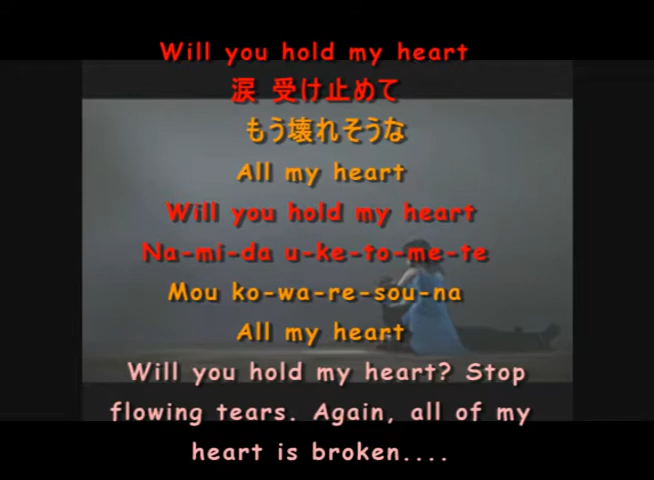 Will you hold my heart
涙 受け止めて
もう壊れそうな
All my heart
Will you hold my heart
Na-mi-da u-ke-to-me-te
Mou ko-wa-re-sou-na
All my heart
Will you hold my heart? Stop
flowing tears. Again, all of my
heart is broken....